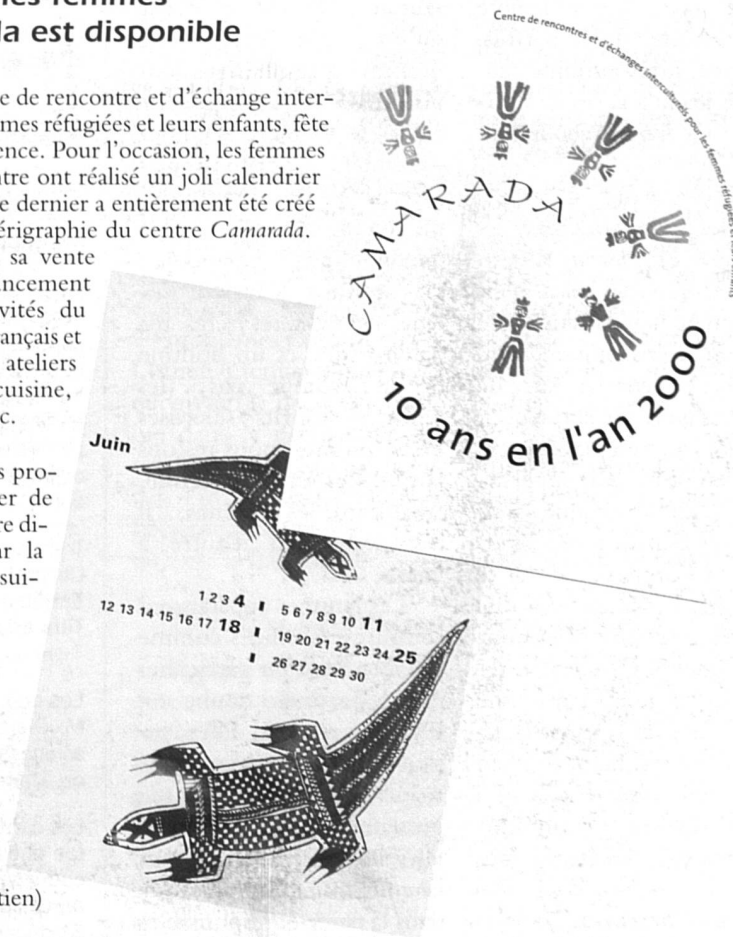 les femmes
la est disponible
e de rencontre et d'échange inter-
mes réfugiées et leurs enfants, fête
ence. Pour l'occasion, les femmes
tre ont réalisé un joli calendrier
e dernier a entièrement été créé
érigraphie du centre Camarada.
sa vente
ncement
vités du
ançais et
ateliers
cuisine,
c.
s pro-
er de
re di-
ar la
sui-
tien)
Centre de rencontres et d'échanges interculturels pour les femmes réfugiées et
CAMARADA
10 ans en l'an 2000
Juin
1 2 3 4 5 6 7 8 9 10 11
12 13 14 15 16 17 18 19 20 21 22 23 24 25
26 27 28 29 30